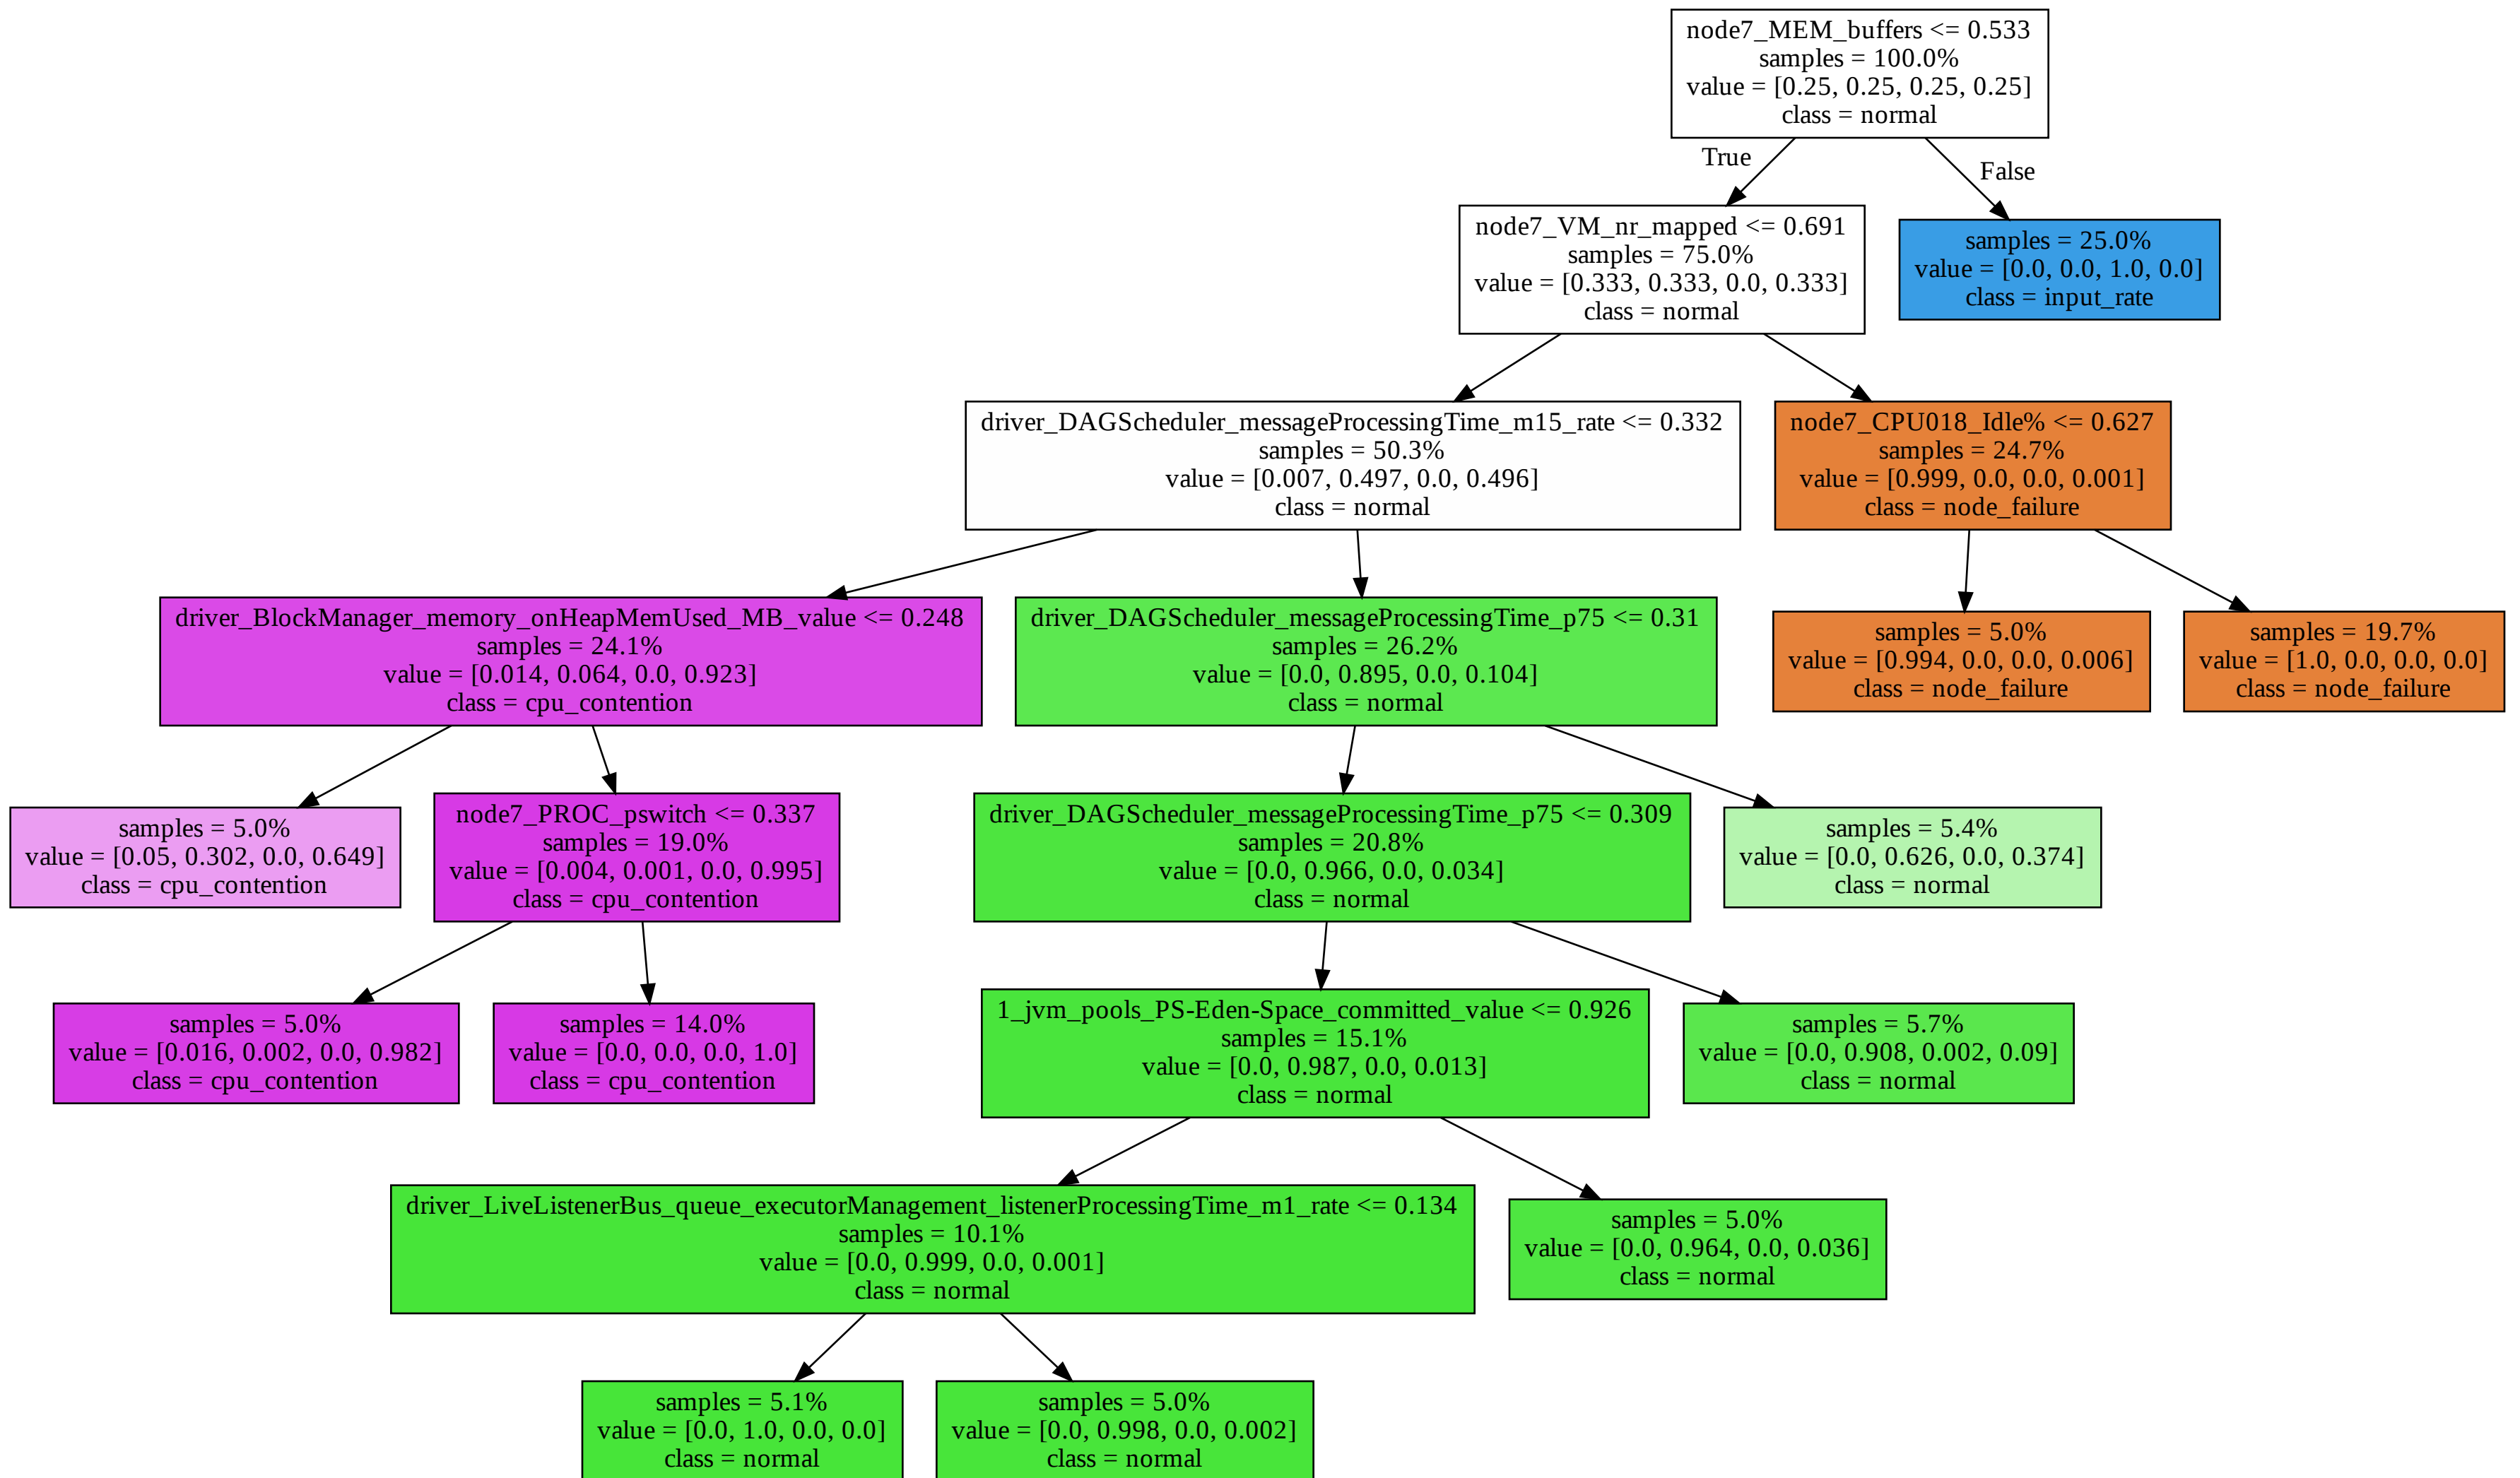 node7_MEM_buffers <= 0.533
samples = 100.0%
value = [0.25, 0.25, 0.25, 0.25]
class = normal
True
False
node7_VM_nr_mapped <= 0.691
samples = 75.0%
value = [0.333, 0.333, 0.0, 0.333]
class = normal
samples = 25.0%
value = [0.0, 0.0, 1.0, 0.0]
class = input_rate
driver_DAGScheduler_messageProcessingTime_m15_rate <= 0.332
samples = 50.3%
value = [0.007, 0.497, 0.0, 0.496]
class = normal
node7_CPU018_Idle% <= 0.627
samples = 24.7%
value = [0.999, 0.0, 0.0, 0.001]
class = node_failure
driver_BlockManager_memory_onHeapMemUsed_MB_value <= 0.248
samples = 24.1%
value = [0.014, 0.064, 0.0, 0.923]
class = cpu_contention
driver_DAGScheduler_messageProcessingTime_p75 <= 0.31
samples = 26.2%
value = [0.0, 0.895, 0.0, 0.104]
class = normal
samples = 5.0%
value = [0.994, 0.0, 0.0, 0.006]
class = node_failure
samples = 19.7%
value = [1.0, 0.0, 0.0, 0.0]
class = node_failure
samples = 5.0%
value = [0.05, 0.302, 0.0, 0.649]
class = cpu_contention
node7_PROC_pswitch <= 0.337
samples = 19.0%
value = [0.004, 0.001, 0.0, 0.995]
class = cpu_contention
driver_DAGScheduler_messageProcessingTime_p75 <= 0.309
samples = 20.8%
value = [0.0, 0.966, 0.0, 0.034]
class = normal
samples = 5.4%
value = [0.0, 0.626, 0.0, 0.374]
class = normal
samples = 5.0%
value = [0.016, 0.002, 0.0, 0.982]
class = cpu_contention
samples = 14.0%
value = [0.0, 0.0, 0.0, 1.0]
class = cpu_contention
1_jvm_pools_PS-Eden-Space_committed_value <= 0.926
samples = 15.1%
value = [0.0, 0.987, 0.0, 0.013]
class = normal
samples = 5.7%
value = [0.0, 0.908, 0.002, 0.09]
class = normal
driver_LiveListenerBus_queue_executorManagement_listenerProcessingTime_m1_rate <= 0.134
samples = 10.1%
value = [0.0, 0.999, 0.0, 0.001]
class = normal
samples = 5.0%
value = [0.0, 0.964, 0.0, 0.036]
class = normal
samples = 5.1%
value = [0.0, 1.0, 0.0, 0.0]
class = normal
samples = 5.0%
value = [0.0, 0.998, 0.0, 0.002]
class = normal